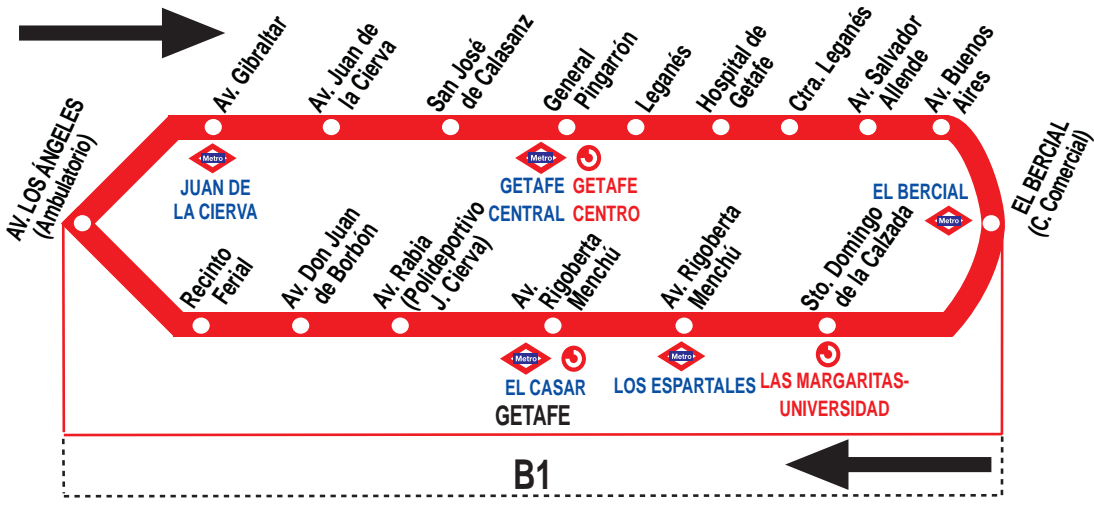 Av. Gibraltar
Av. Juan de
la Cierva
San José
de Calasanz
General
Pingarrón
Leganés
Hospital de
Getafe
Ctra. Leganés
Av. Salvador
Allende
Av. Buenos
Aires
AV. LOS ÁNGELES
(Ambulatorio)
Metro
JUAN DE
LA CIERVA
Metro
GETAFE
CENTRAL
GETAFE
CENTRO
EL BERCIAL
Metro
EL BERCIAL
(C. Comercial)
Recinto
Ferial
Av. Don Juan
de Borbón
Av. Rabia
(Polideportivo
J. Cierva)
Av.
Rigoberta
Menchú
Av. Rigoberta
Menchú
Sto. Domingo
de la Calzada
Metro
EL CASAR
GETAFE
Metro
LOS ESPARTALES
LAS MARGARITAS-
UNIVERSIDAD
B1